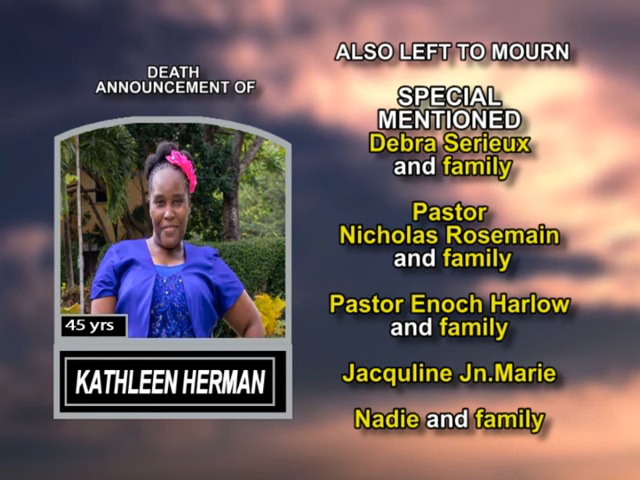 DEATH
ANNOUNCEMENT OF
45 yrs
KATHLEEN HERMAN
ALSO LEFT TO MOURN
SPECIAL
MENTIONED
Debra Serieux
and family
Pastor
Nicholas Rosemain
and family
Pastor Enoch Harlow
and family
Jacquline Jn.Marie
Nadie and family